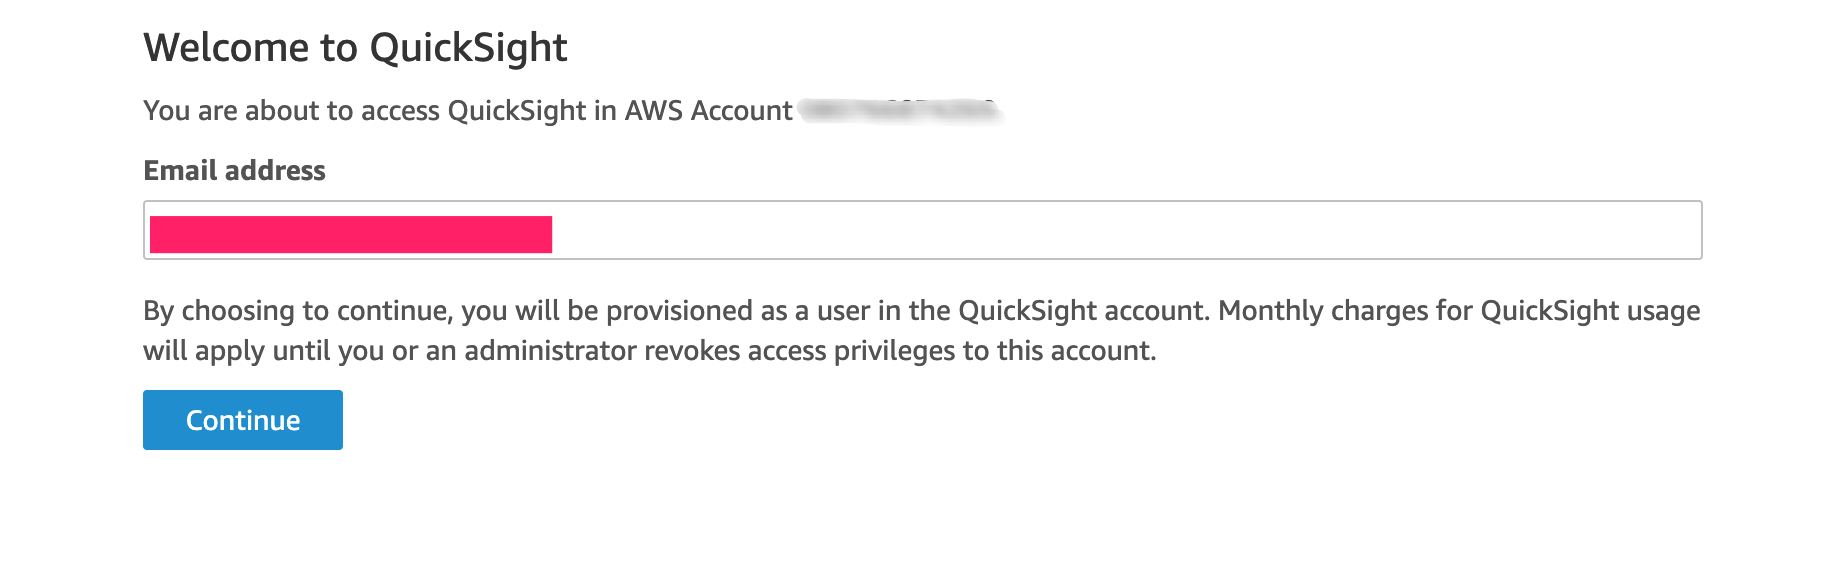 Welcome to QuickSight
You are about to access QuickSight in AWS Account
Email address
By choosing to continue, you will be provisioned as a user in the QuickSight account. Monthly charges for QuickSight usage
will apply until you or an administrator revokes access privileges to this account.
Continue